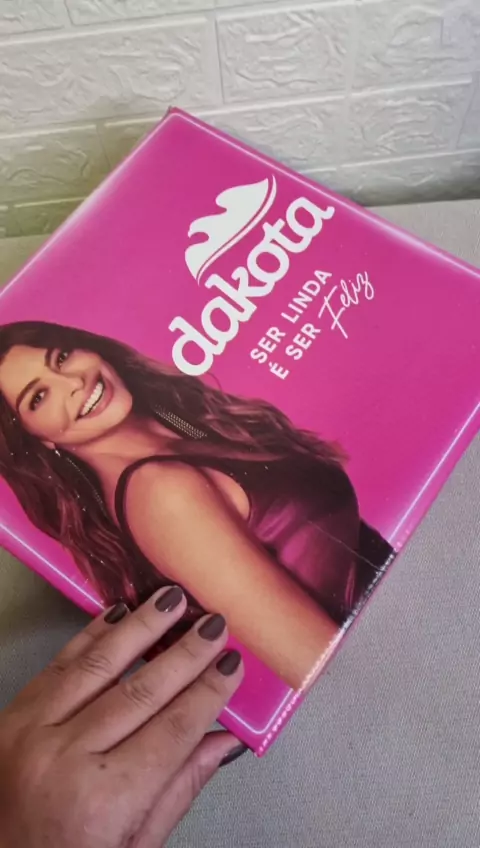 dakota
SER LINDA
É SER Feliz